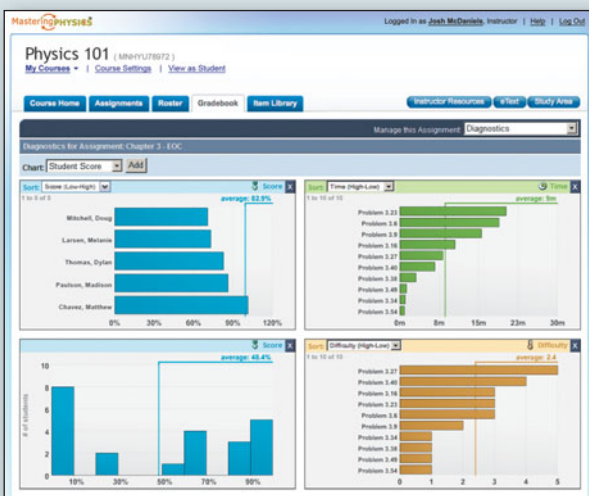 MasteringPHYSICS
Logged in as Josh McDaniels, Instructor | Help | Log Out
Physics 101 ( MNHYU78972 )
My Courses | Course Settings | View as Student
Course Home Assignments Roster Gradebook Item Library
Instructor Resources eText Study Area
Manage this Assignment: Diagnostics
Diagnostics for Assignment: Chapter 3 - EOC
Chart: Student Score Add
Sort: Score (Low-High) Score X
1 to 5 of 5
average: 82.9%
Mitchell, Doug
Larsen, Melanie
Thomas, Dylan
Paulson, Madison
Chavez, Matthew
0% 30% 60% 90% 120%
Sort: Time (High-Low) Time X
1 to 10 of 10
average: 9m
Problem 3.23
Problem 3.6
Problem 3.9
Problem 3.16
Problem 3.27
Problem 3.40
Problem 3.38
Problem 3.49
Problem 3.34
Problem 3.54
0m 8m 15m 23m 30m
Score X
average: 48.4%
# of students
10
8
6
4
2
0
10% 30% 50% 70% 90%
Sort: Difficulty (High-Low) Difficulty X
1 to 10 of 10
average: 2.4
Problem 3.27
Problem 3.40
Problem 3.16
Problem 3.23
Problem 3.6
Problem 3.9
Problem 3.34
Problem 3.38
Problem 3.49
Problem 3.54
0 1 2 3 4 5